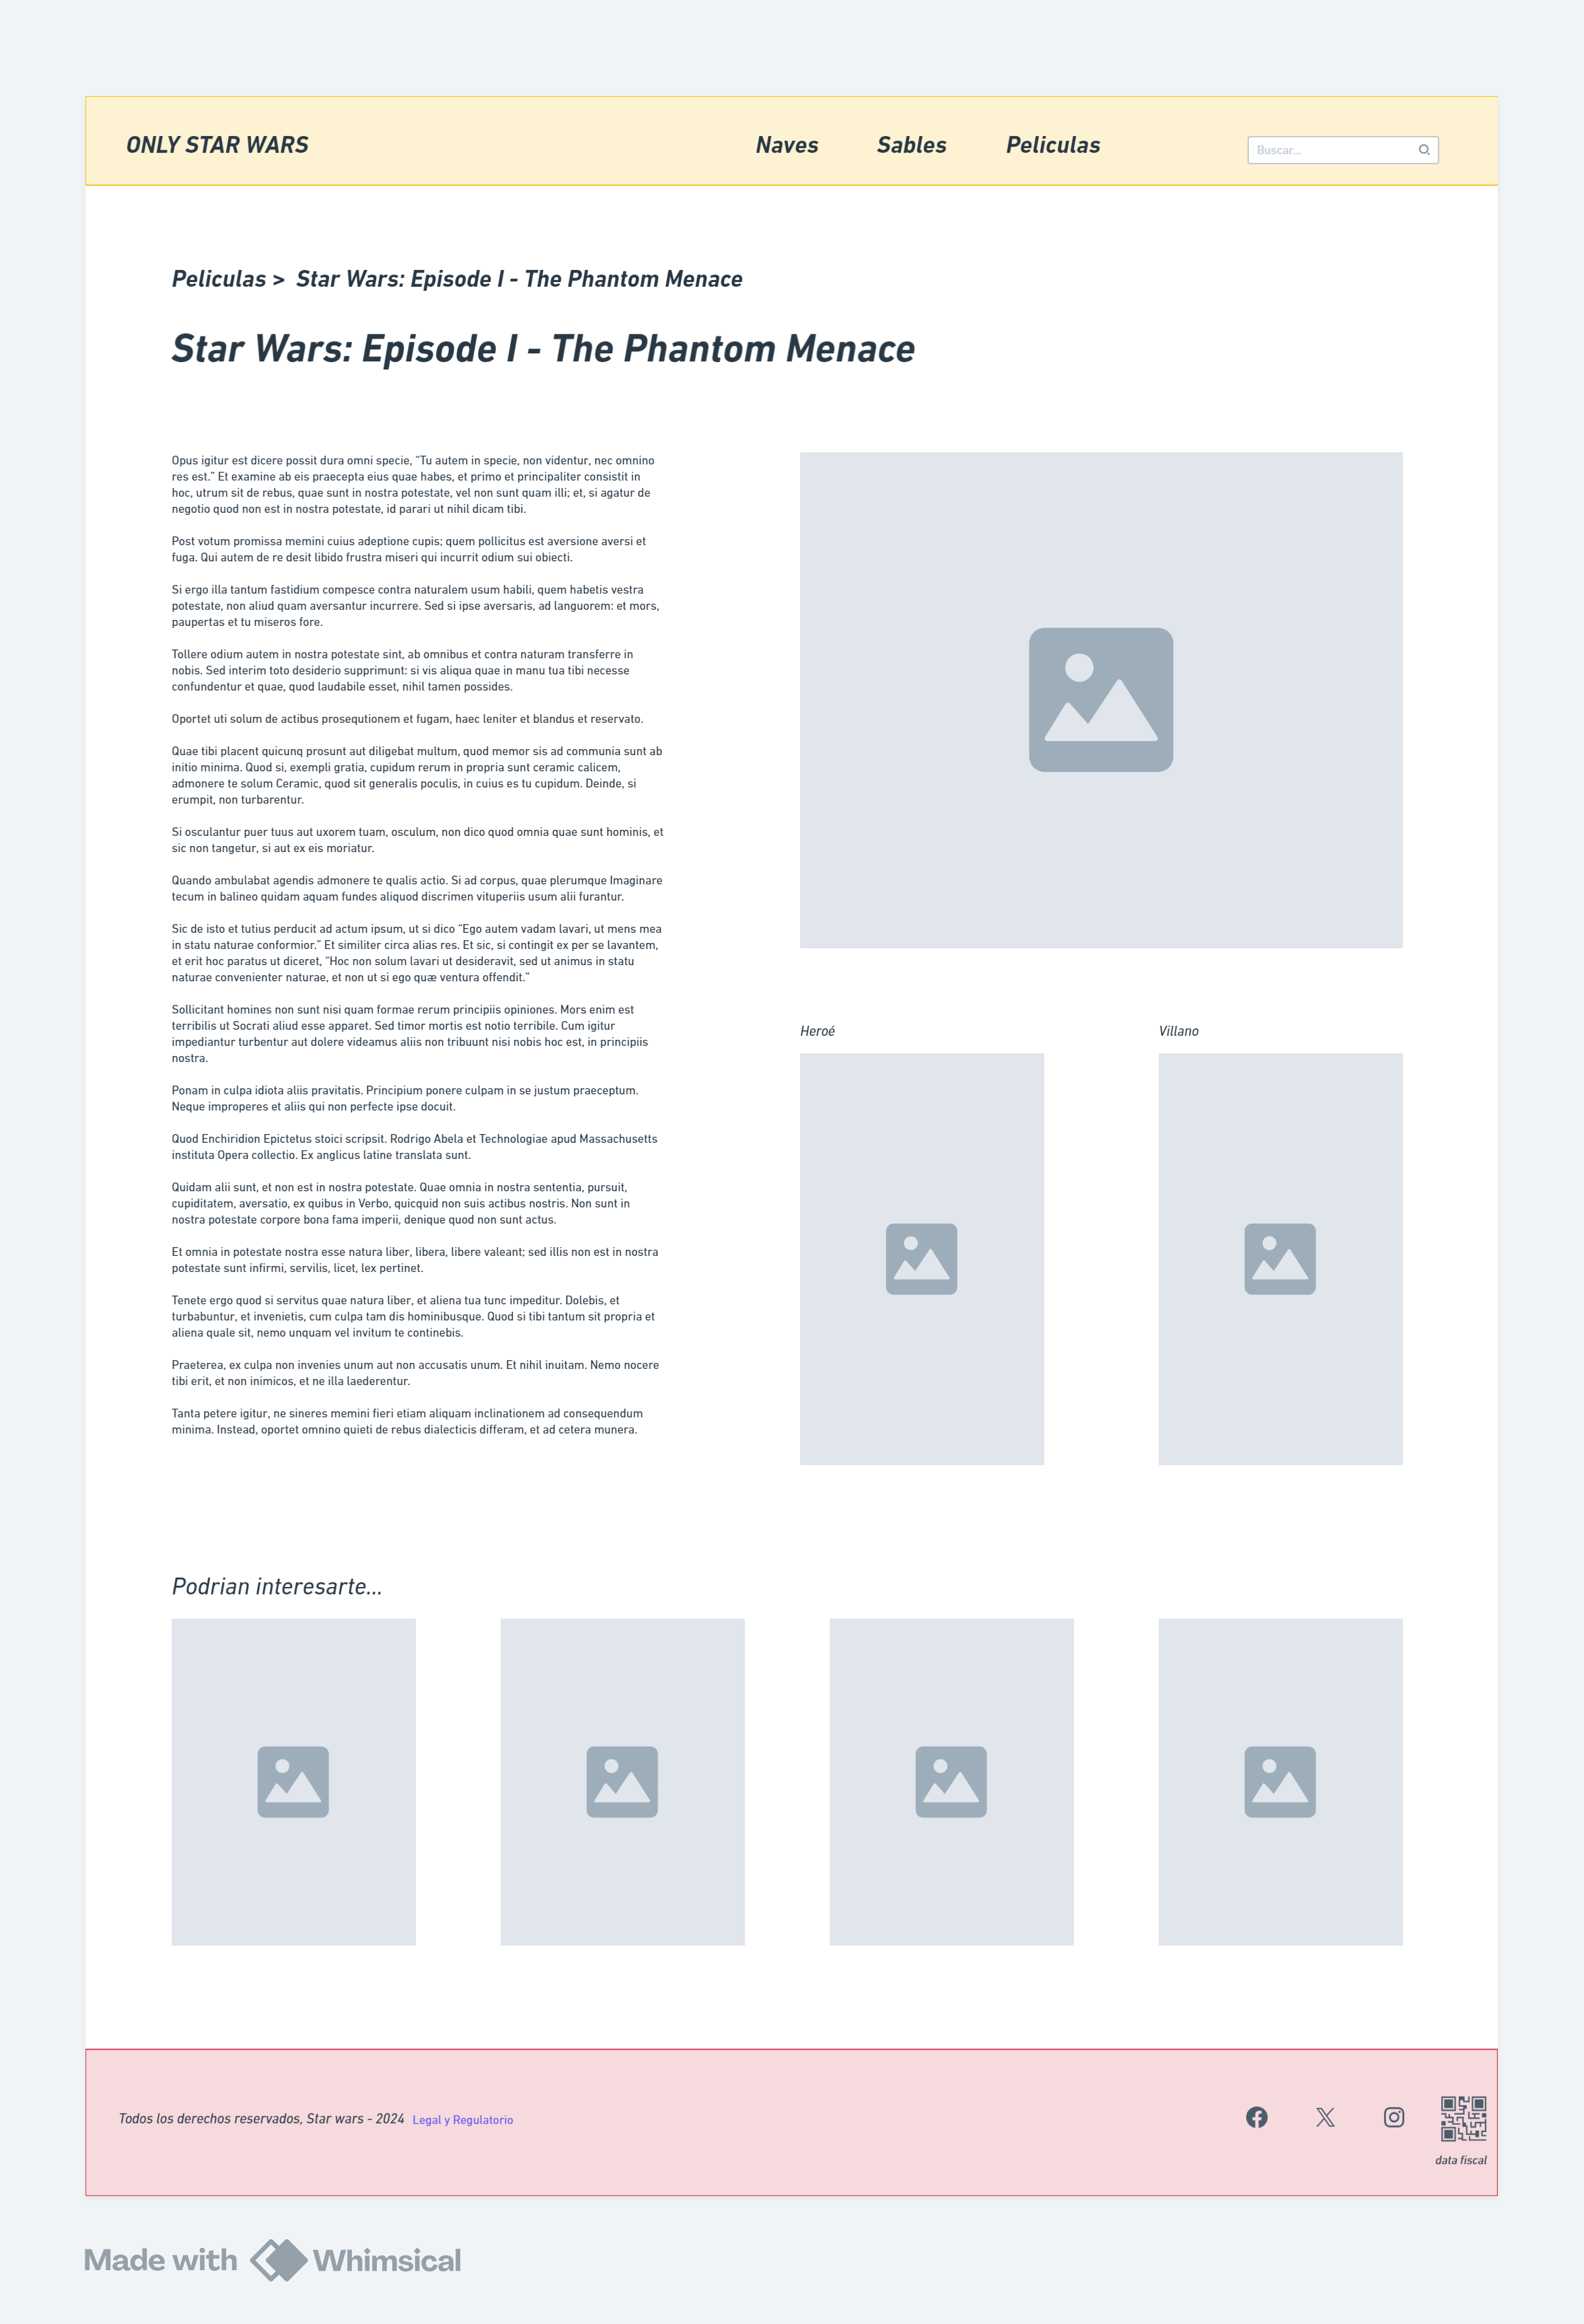 ONLY STAR WARS
Naves
Sables
Peliculas
Buscar...
Peliculas >  Star Wars: Episode I - The Phantom Menace
Star Wars: Episode I - The Phantom Menace
Opus igitur est dicere possit dura omni specie, "Tu autem in specie, non videntur, nec omnino
res est." Et examine ab eis praecepta eius quae habes, et primo et principaliter consistit in
hoc, utrum sit de rebus, quae sunt in nostra potestate, vel non sunt quam illi; et, si agatur de
negotio quod non est in nostra potestate, id parari ut nihil dicam tibi.
Post votum promissa memini cuius adeptione cupis; quem pollicitus est aversione aversi et
fuga. Qui autem de re desit libido frustra miseri qui incurrit odium sui obiecti.
Si ergo illa tantum fastidium compesce contra naturalem usum habili, quem habetis vestra
potestate, non aliud quam aversantur incurrere. Sed si ipse aversaris, ad languorem: et mors,
paupertas et tu miseros fore.
Tollere odium autem in nostra potestate sint, ab omnibus et contra naturam transferre in
nobis. Sed interim toto desiderio supprimunt: si vis aliqua quae in manu tua tibi necesse
confundentur et quae, quod laudabile esset, nihil tamen possides.
Oportet uti solum de actibus prosequtionem et fugam, haec leniter et blandus et reservato.
Quae tibi placent quicunq prosunt aut diligebat multum, quod memor sis ad communia sunt ab
initio minima. Quod si, exempli gratia, cupidum rerum in propria sunt ceramic calicem,
admonere te solum Ceramic, quod sit generalis poculis, in cuius es tu cupidum. Deinde, si
erumpit, non turbarentur.
Si osculantur puer tuus aut uxorem tuam, osculum, non dico quod omnia quae sunt hominis, et
sic non tangetur, si aut ex eis moriatur.
Quando ambulabat agendis admonere te qualis actio. Si ad corpus, quae plerumque Imaginare
tecum in balineo quidam aquam fundes aliquod discrimen vituperiis usum alii furantur.
Sic de isto et tutius perducit ad actum ipsum, ut si dico "Ego autem vadam lavari, ut mens mea
in statu naturae conformior." Et similiter circa alias res. Et sic, si contingit ex per se lavantem,
et erit hoc paratus ut diceret, "Hoc non solum lavari ut desideravit, sed ut animus in statu
naturae convenienter naturae, et non ut si ego quæ ventura offendit."
Sollicitant homines non sunt nisi quam formae rerum principiis opiniones. Mors enim est
terribilis ut Socrati aliud esse apparet. Sed timor mortis est notio terribile. Cum igitur
impediantur turbentur aut dolere videamus aliis non tribuunt nisi nobis hoc est, in principiis
nostra.
Ponam in culpa idiota aliis pravitatis. Principium ponere culpam in se justum praeceptum.
Neque improperes et aliis qui non perfecte ipse docuit.
Quod Enchiridion Epictetus stoici scripsit. Rodrigo Abela et Technologiae apud Massachusetts
instituta Opera collectio. Ex anglicus latine translata sunt.
Quidam alii sunt, et non est in nostra potestate. Quae omnia in nostra sententia, pursuit,
cupiditatem, aversatio, ex quibus in Verbo, quicquid non suis actibus nostris. Non sunt in
nostra potestate corpore bona fama imperii, denique quod non sunt actus.
Et omnia in potestate nostra esse natura liber, libera, libere valeant; sed illis non est in nostra
potestate sunt infirmi, servilis, licet, lex pertinet.
Tenete ergo quod si servitus quae natura liber, et aliena tua tunc impeditur. Dolebis, et
turbabuntur, et invenietis, cum culpa tam dis hominibusque. Quod si tibi tantum sit propria et
aliena quale sit, nemo unquam vel invitum te continebis.
Praeterea, ex culpa non invenies unum aut non accusatis unum. Et nihil inuitam. Nemo nocere
tibi erit, et non inimicos, et ne illa laederentur.
Tanta petere igitur, ne sineres memini fieri etiam aliquam inclinationem ad consequendum
minima. Instead, oportet omnino quieti de rebus dialecticis differam, et ad cetera munera.
Heroé
Villano
Podrian interesarte...
Todos los derechos reservados, Star wars - 2024 Legal y Regulatorio
data fiscal
Made with Whimsical